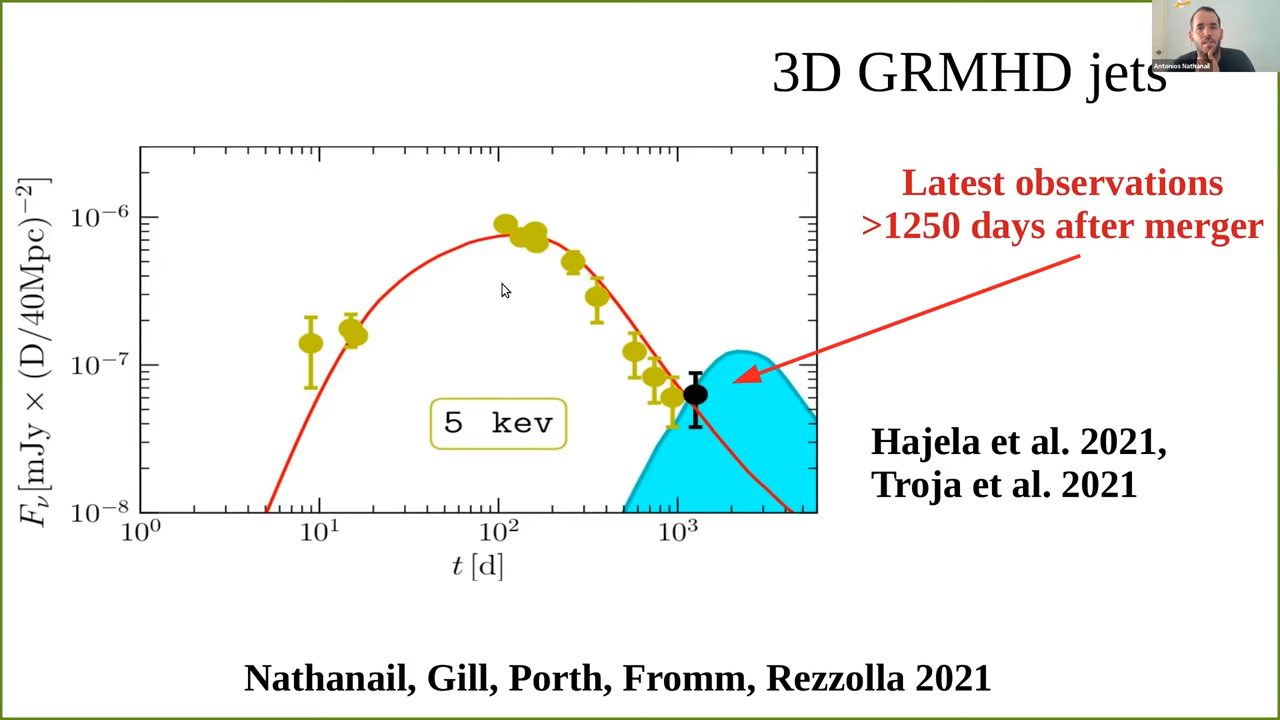 3D GRMHD jets
Antonios Nathanail
Latest observations
>1250 days after merger
F_ν [mJy × (D/40Mpc)^−2]
10^−6
10^−7
10^−8
5 kev
10^0
10^1
10^2
10^3
t [d]
Hajela et al. 2021,
Troja et al. 2021
Nathanail, Gill, Porth, Fromm, Rezzolla 2021